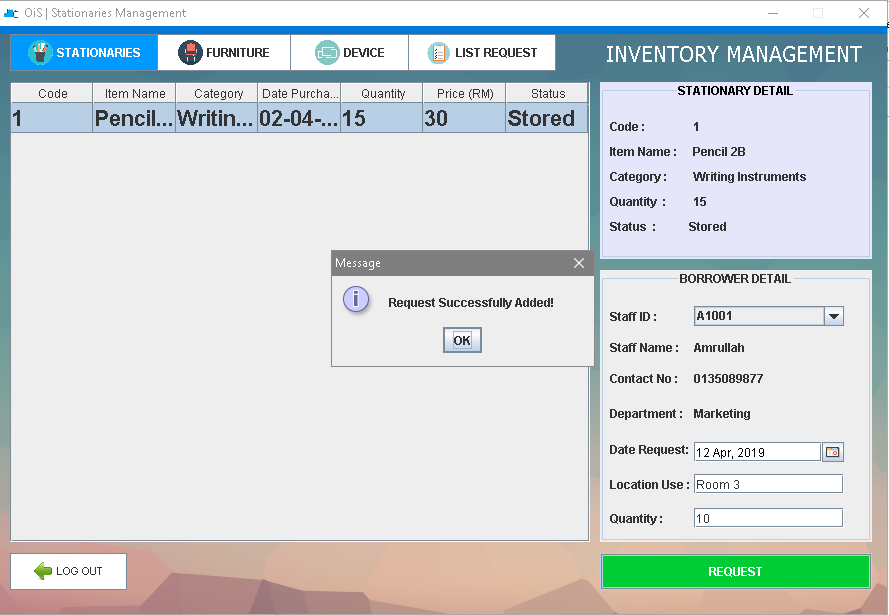 OiS | Stationaries Management
STATIONARIES FURNITURE DEVICE LIST REQUEST
INVENTORY MANAGEMENT
Code Item Name Category Date Purcha... Quantity Price (RM) Status
1 Pencil... Writin... 02-04-... 15 30 Stored
STATIONARY DETAIL
Code : 1
Item Name : Pencil 2B
Category : Writing Instruments
Quantity : 15
Status : Stored
Message
Request Successfully Added!
OK
BORROWER DETAIL
Staff ID : A1001
Staff Name : Amrullah
Contact No : 0135089877
Department : Marketing
Date Request: 12 Apr, 2019
Location Use : Room 3
Quantity : 10
LOG OUT
REQUEST